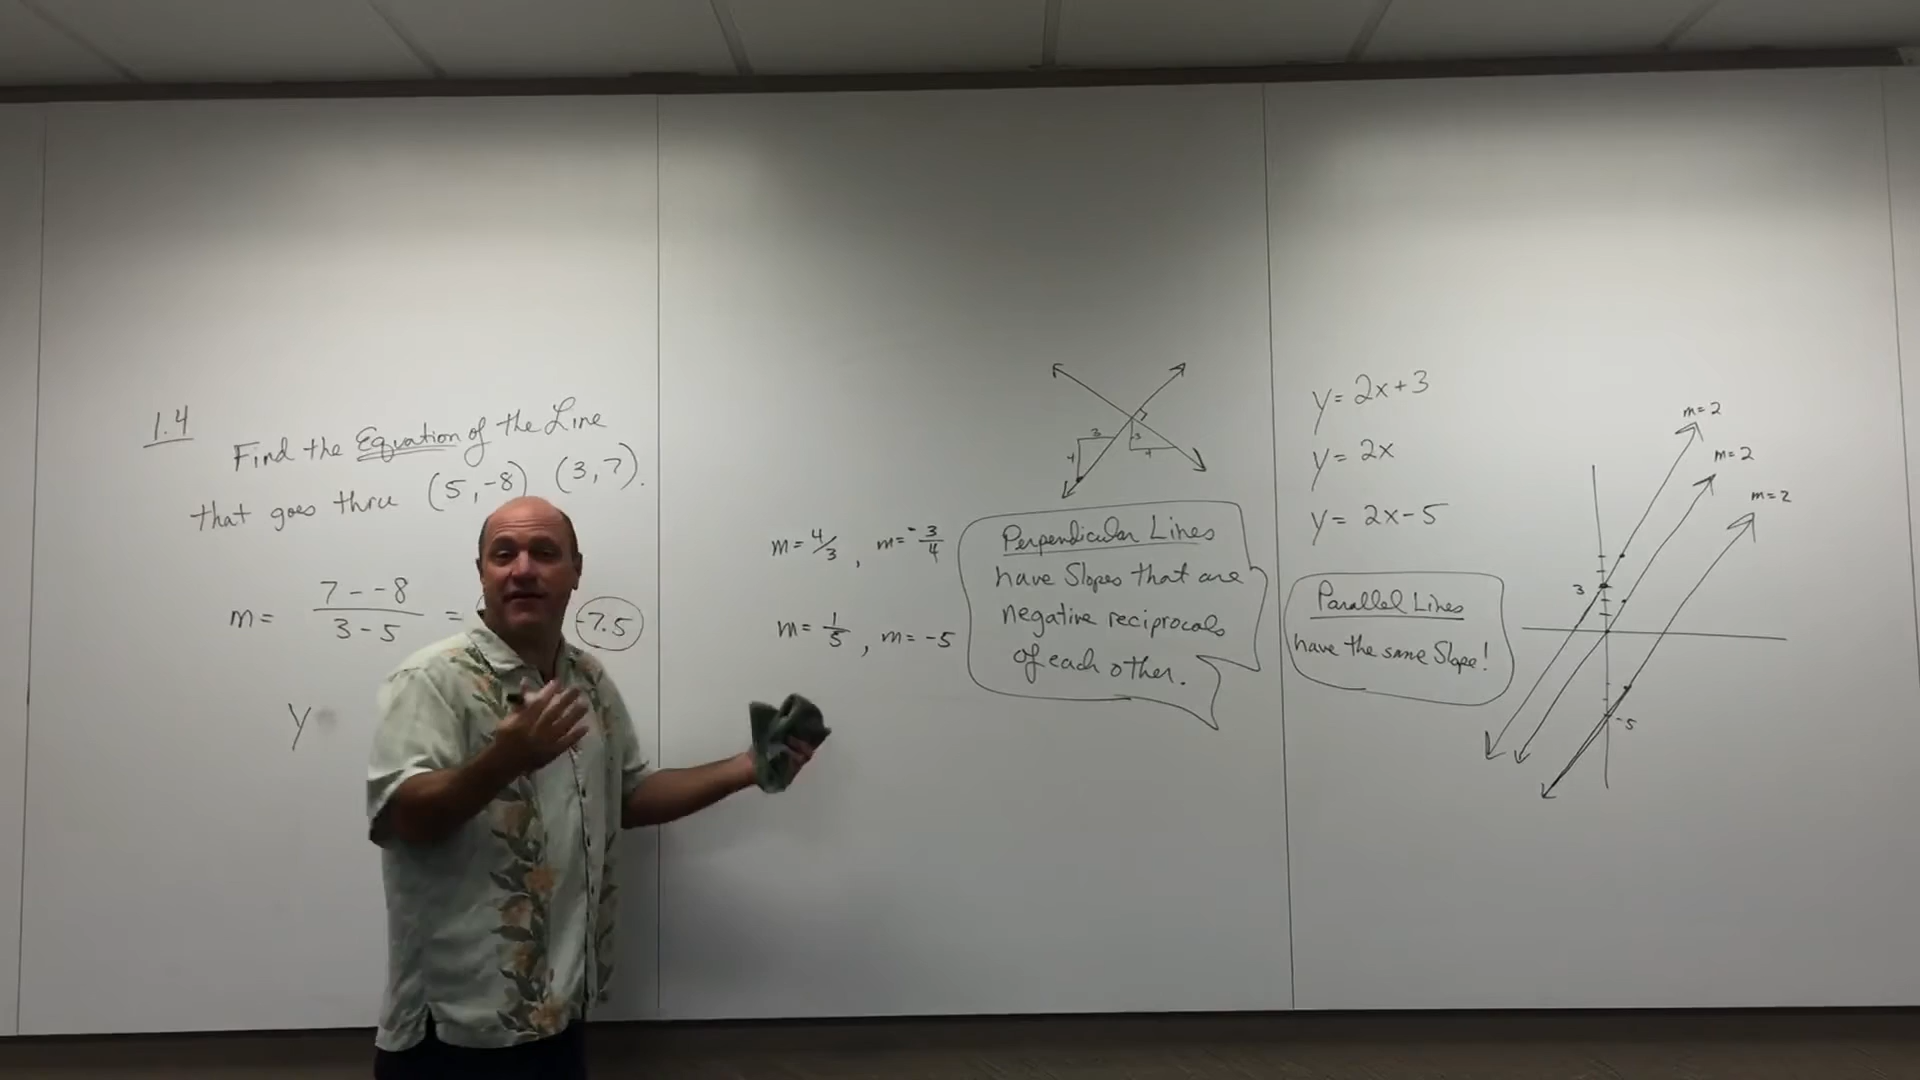 1.4
Find the Equation of the Line
that goes thru (5,-8) (3,7).
m= 7--8 / 3-5 = -7.5
y
3
4
3
4
m= 4/3 , m= -3/4
m= 1/5 , m= -5
Perpendicular Lines
have Slopes that are
negative reciprocals
of each other.
y= 2x+3
y= 2x
y= 2x-5
Parallel Lines
have the same Slope!
m=2
m=2
m=2
3
-5